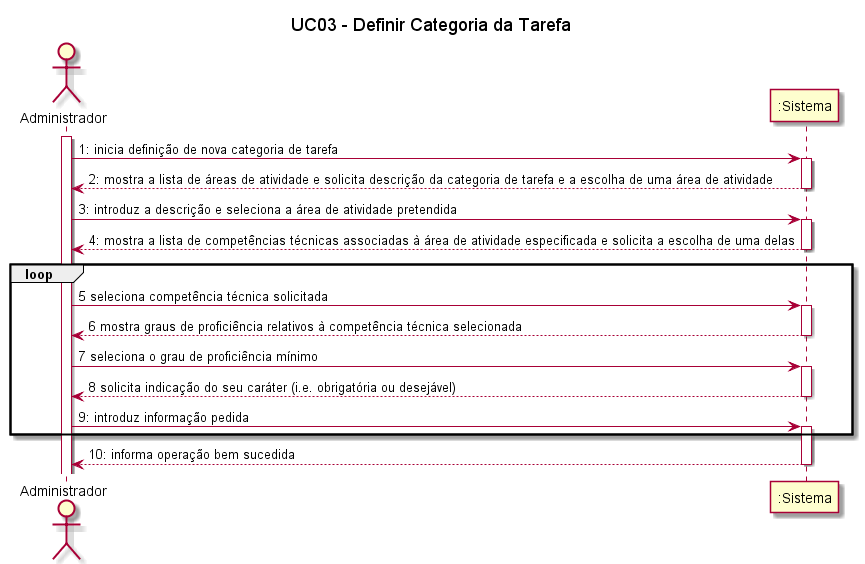 UC03 - Definir Categoria da Tarefa
Administrador
:Sistema
1: inicia definição de nova categoria de tarefa
2: mostra a lista de áreas de atividade e solicita descrição da categoria de tarefa e a escolha de uma área de atividade
3: introduz a descrição e seleciona a área de atividade pretendida
4: mostra a lista de competências técnicas associadas à área de atividade especificada e solicita a escolha de uma delas
loop
5 seleciona competência técnica solicitada
6 mostra graus de proficiência relativos à competência técnica selecionada
7 seleciona o grau de proficiência mínimo
8 solicita indicação do seu caráter (i.e. obrigatória ou desejável)
9: introduz informação pedida
10: informa operação bem sucedida
Administrador
:Sistema